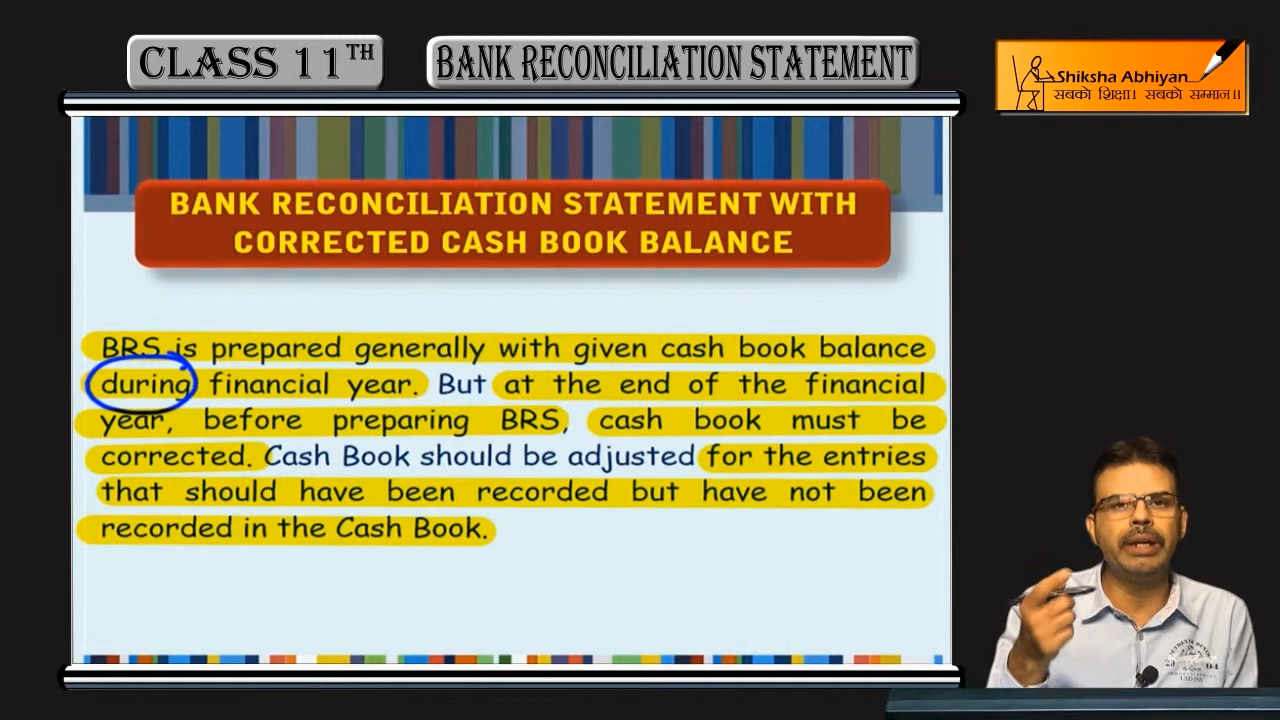 CLASS 11TH
BANK RECONCILIATION STATEMENT
Shiksha Abhiyan
सबको शिक्षा। सबको सम्मान।।
BANK RECONCILIATION STATEMENT WITH
CORRECTED CASH BOOK BALANCE
BRS is prepared generally with given cash book balance
during financial year. But at the end of the financial
year, before preparing BRS, cash book must be
corrected. Cash Book should be adjusted for the entries
that should have been recorded but have not been
recorded in the Cash Book.